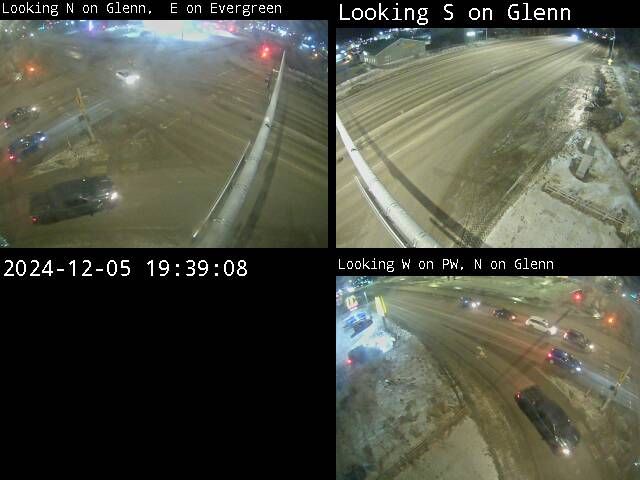 Looking N on Glenn,  E on Evergreen
Looking S on Glenn
2024-12-05 19:39:08
Looking W on PW, N on Glenn